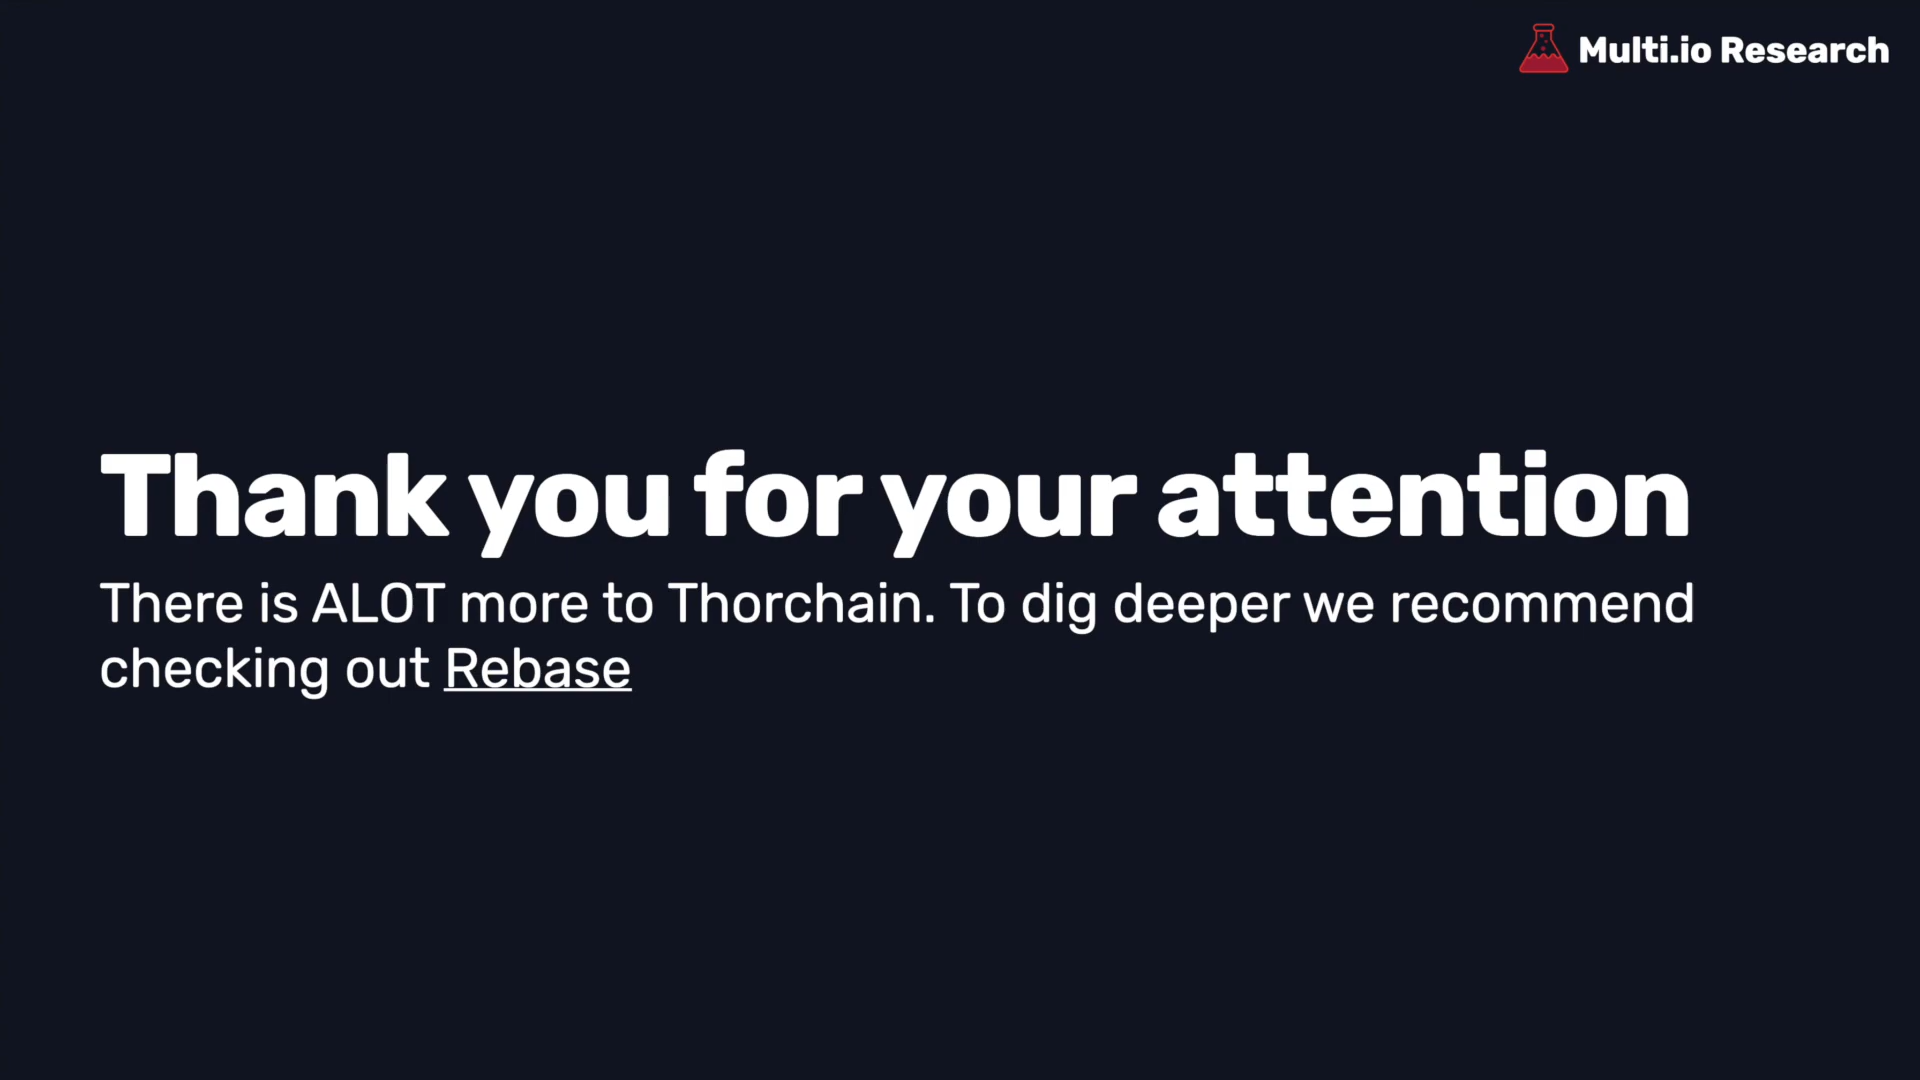 Multi.io Research
Thank you for your attention
There is ALOT more to Thorchain. To dig deeper we recommend
checking out Rebase